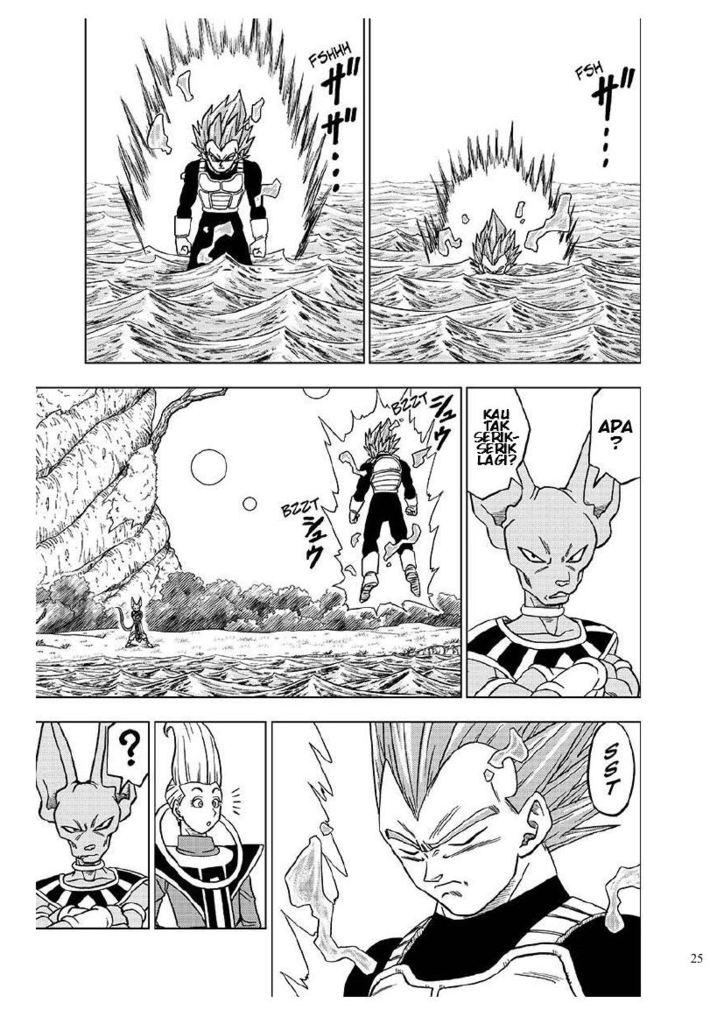 FSH
ザッ
...
FSHHH
ザザ
...
BZZT
シュウ
BZZT
シュウ
APA
?
KAU
TAK
SERIK-
SERIK
LAGI?
SST
?
25